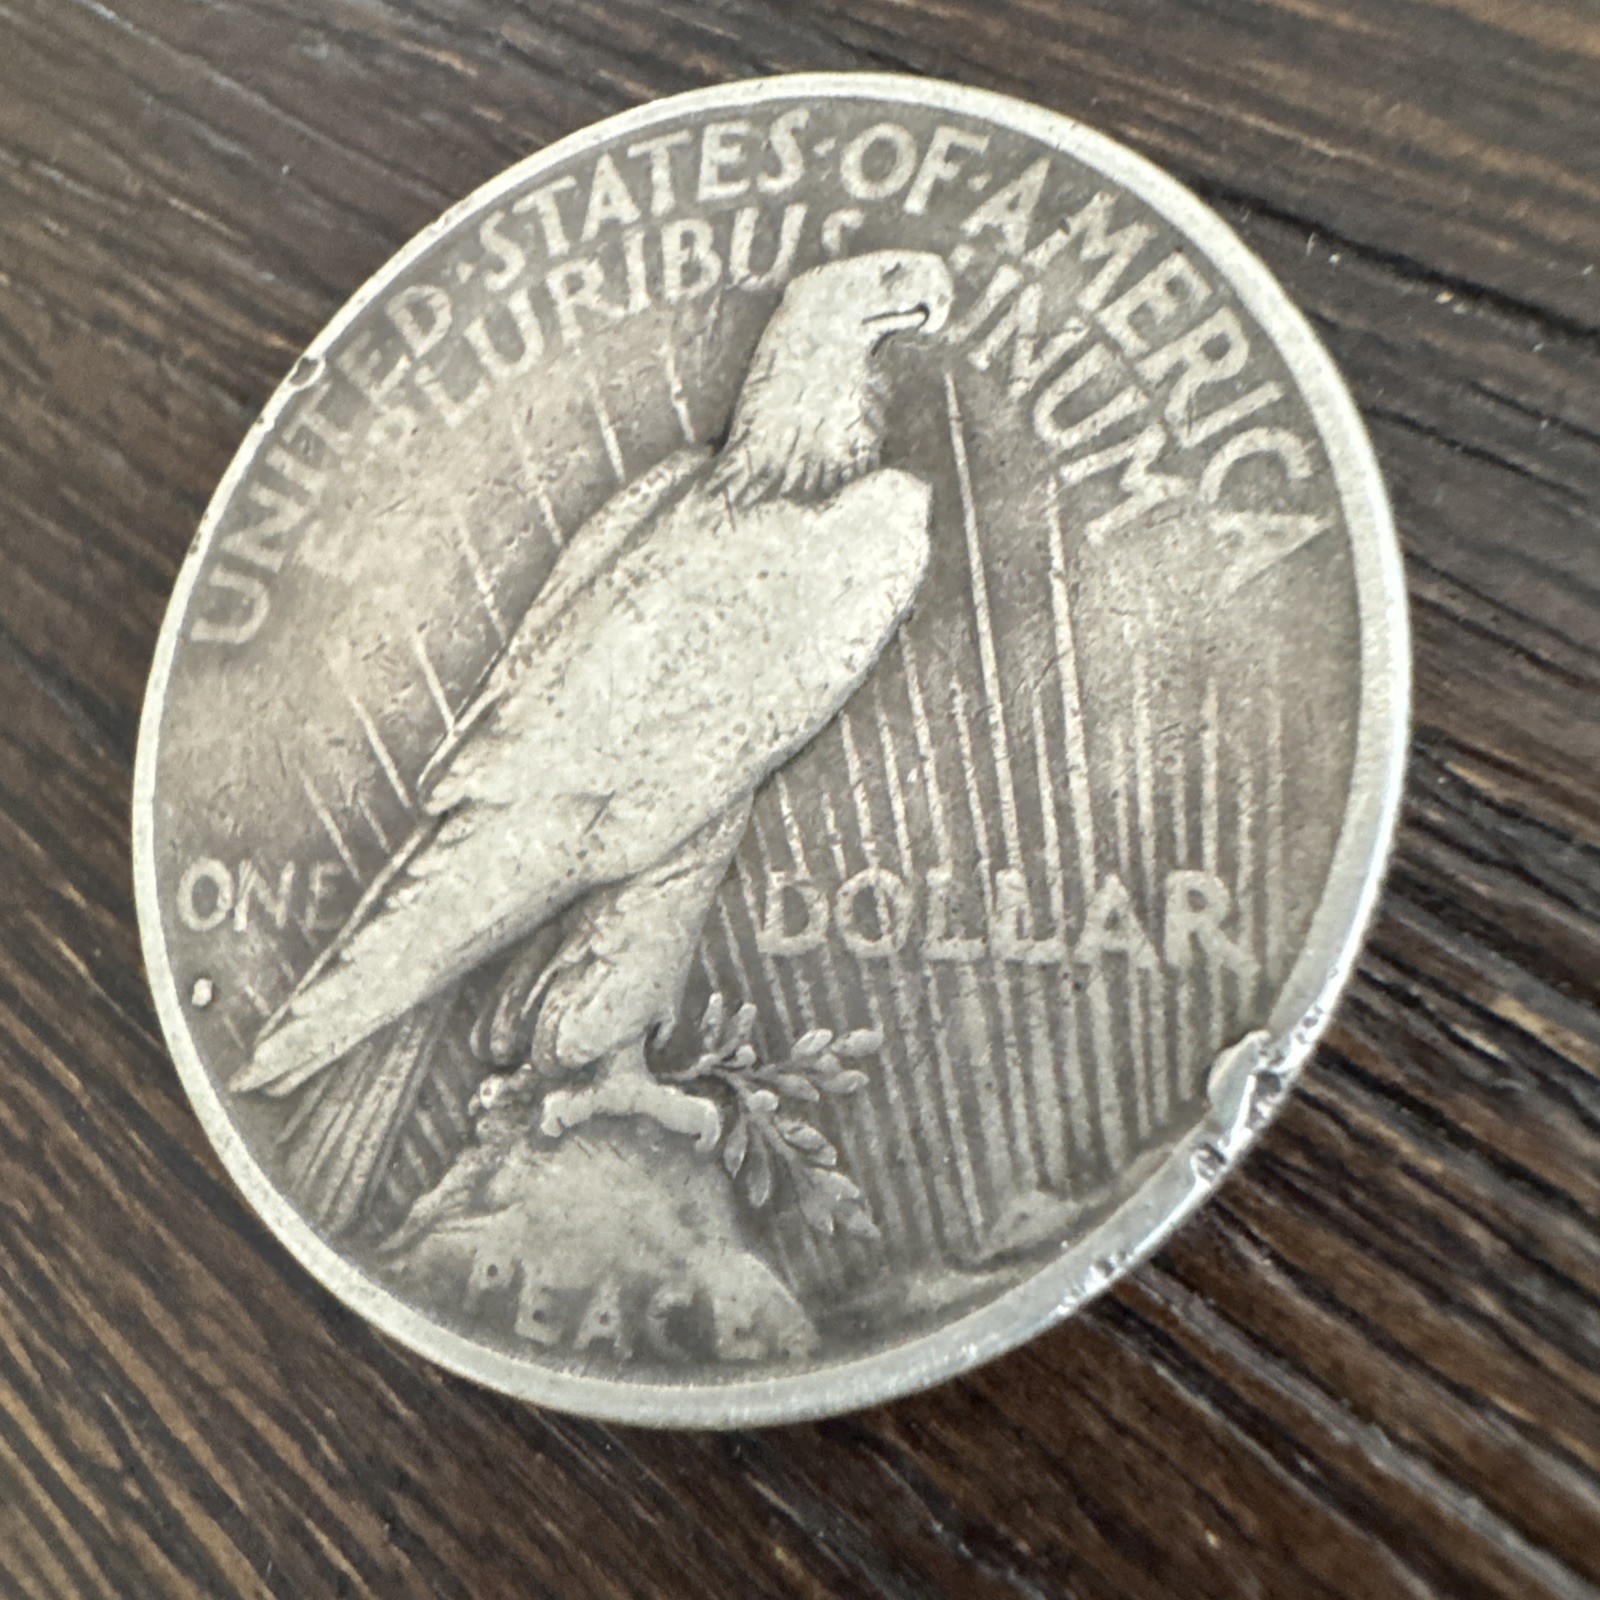 UNITED·STATES·OF·AMERICA
E PLURIBUS UNUM
ONE DOLLAR
PEACE